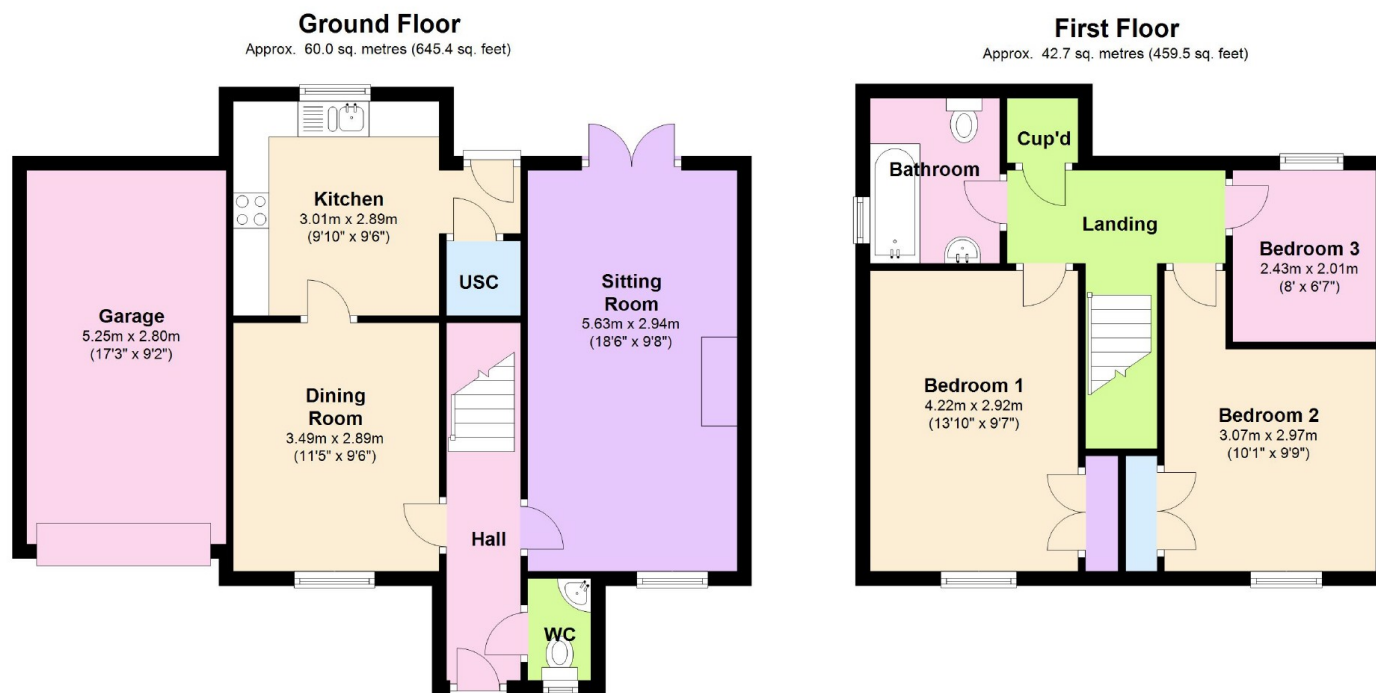 Ground Floor
Approx. 60.0 sq. metres (645.4 sq. feet)
Kitchen
3.01m x 2.89m
(9'10" x 9'6")
USC
Sitting
Room
5.63m x 2.94m
(18'6" x 9'8")
Garage
5.25m x 2.80m
(17'3" x 9'2")
Dining
Room
3.49m x 2.89m
(11'5" x 9'6")
Hall
WC
First Floor
Approx. 42.7 sq. metres (459.5 sq. feet)
Cup'd
Bathroom
Landing
Bedroom 3
2.43m x 2.01m
(8' x 6'7")
Bedroom 1
4.22m x 2.92m
(13'10" x 9'7")
Bedroom 2
3.07m x 2.97m
(10'1" x 9'9")